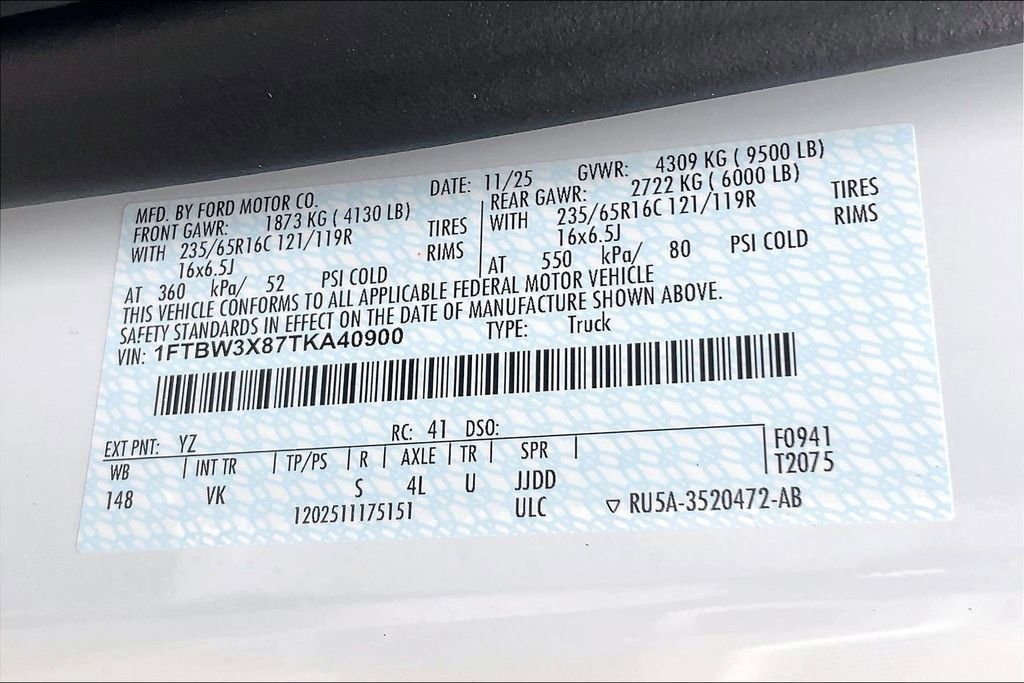 MFD. BY FORD MOTOR CO. DATE: 11/25 GVWR: 4309 KG ( 9500 LB)
FRONT GAWR: 1873 KG ( 4130 LB) REAR GAWR: 2722 KG ( 6000 LB)
WITH 235/65R16C 121/119R TIRES WITH 235/65R16C 121/119R TIRES
16x6.5J RIMS 16x6.5J RIMS
AT 360 kPa/ 52 PSI COLD AT 550 kPa/ 80 PSI COLD
THIS VEHICLE CONFORMS TO ALL APPLICABLE FEDERAL MOTOR VEHICLE
SAFETY STANDARDS IN EFFECT ON THE DATE OF MANUFACTURE SHOWN ABOVE.
VIN: 1FTBW3X87TKA40900 TYPE: Truck
EXT PNT: YZ RC: 41 DSO: F0941
WB INT TR TP/PS R AXLE TR SPR T2075
148 VK S 4L U JJDD
1202511175151 ULC ▽ RU5A-3520472-AB